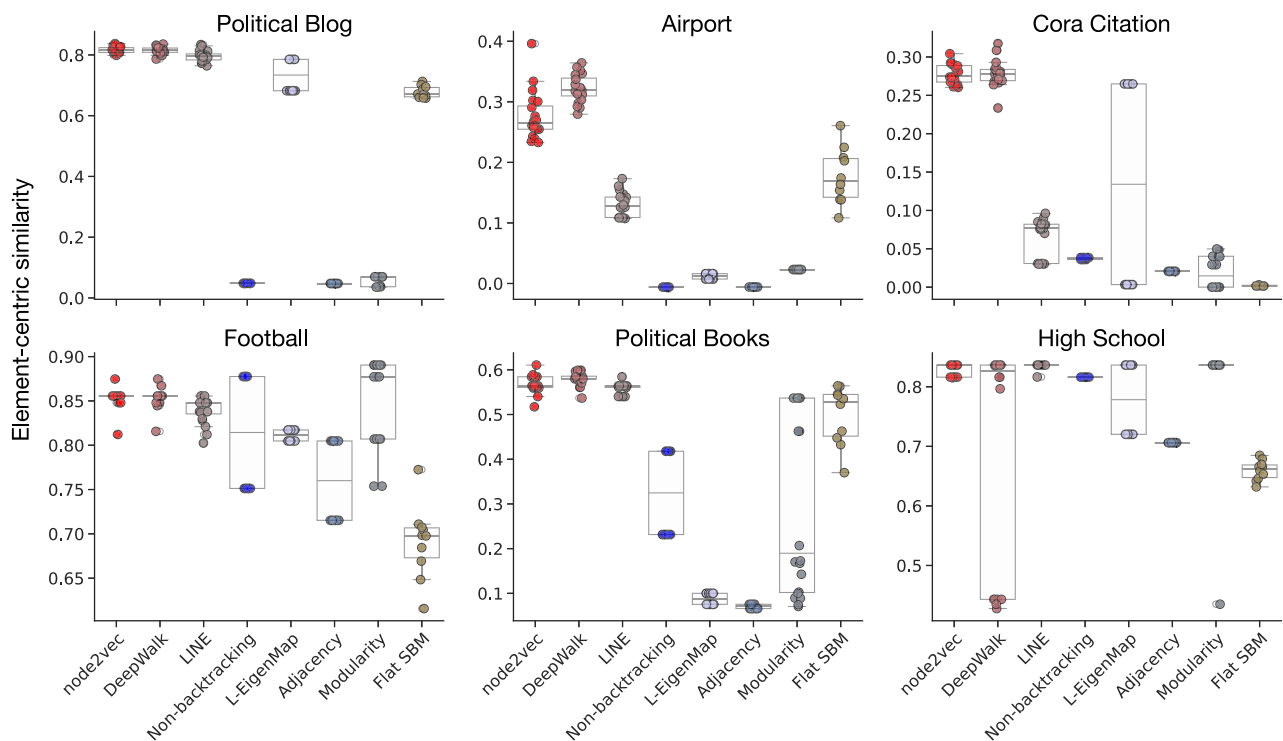 Political Blog
Airport
Cora Citation
Element-centric similarity
0.8
0.6
0.4
0.2
0.0
0.4
0.3
0.2
0.1
0.0
0.30
0.25
0.20
0.15
0.10
0.05
0.00
Football
Political Books
High School
0.90
0.85
0.80
0.75
0.70
0.65
0.6
0.5
0.4
0.3
0.2
0.1
0.8
0.7
0.6
0.5
node2vec
DeepWalk
LINE
Non-backtracking
L-EigenMap
Adjacency
Modularity
Flat SBM
node2vec
DeepWalk
LINE
Non-backtracking
L-EigenMap
Adjacency
Modularity
Flat SBM
node2vec
DeepWalk
LINE
Non-backtracking
L-EigenMap
Adjacency
Modularity
Flat SBM